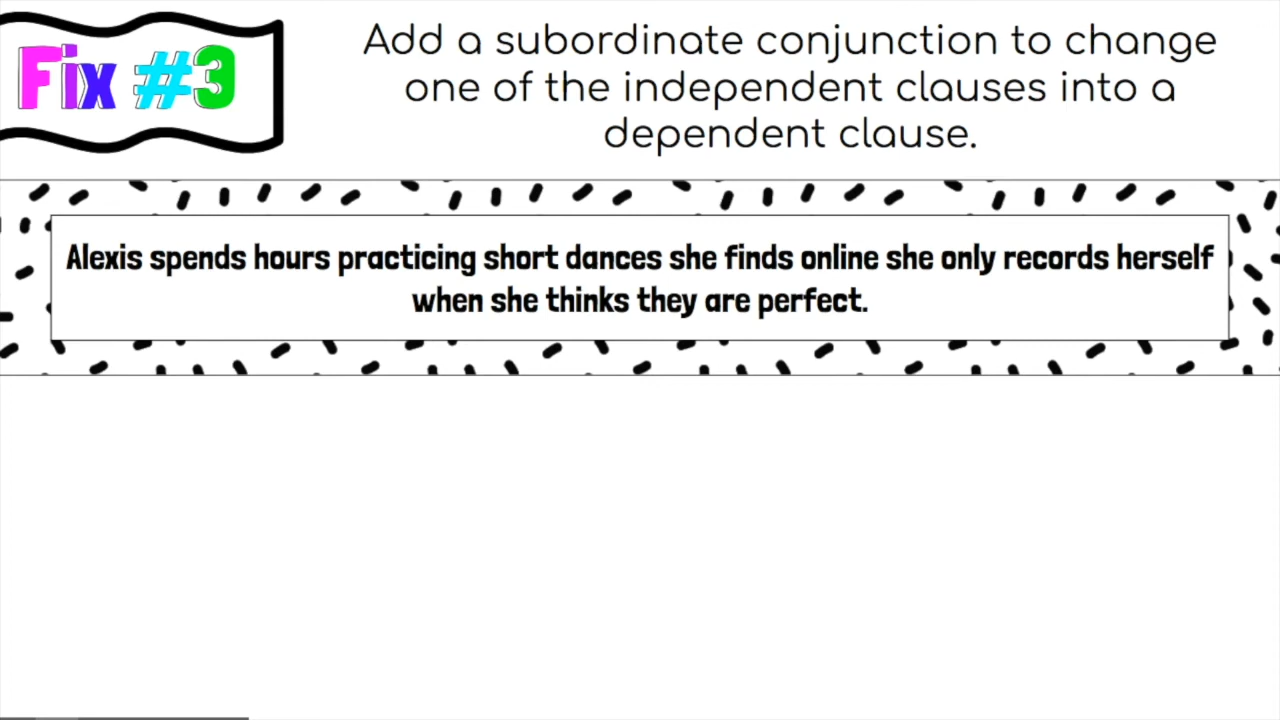 Fix #3
Add a subordinate conjunction to change
one of the independent clauses into a
dependent clause.
Alexis spends hours practicing short dances she finds online she only records herself
when she thinks they are perfect.